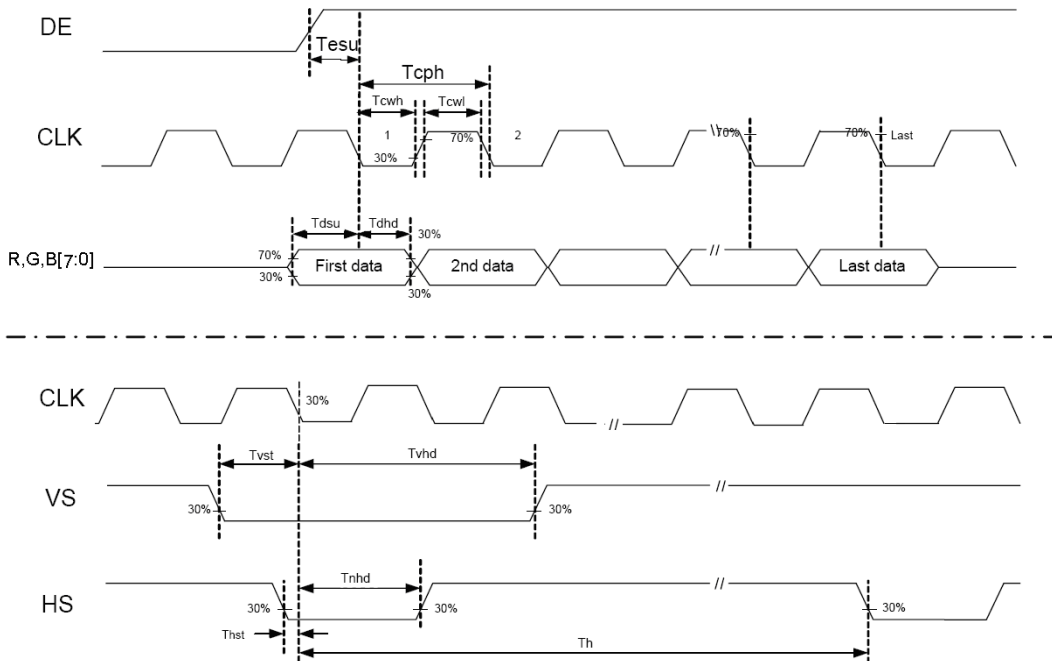 DE
Tesu
Tcph
Tcwh Tcwl
CLK
1 70% 2 // 70% 70% Last
30%
Tdsu Tdhd 30%
R,G,B[7:0]
70%
30%
First data 2nd data // Last data
30%
CLK
30%
//
Tvst Tvhd
VS
//
30% 30%
Tnhd
HS
//
30% 30% 30%
Thst
Th